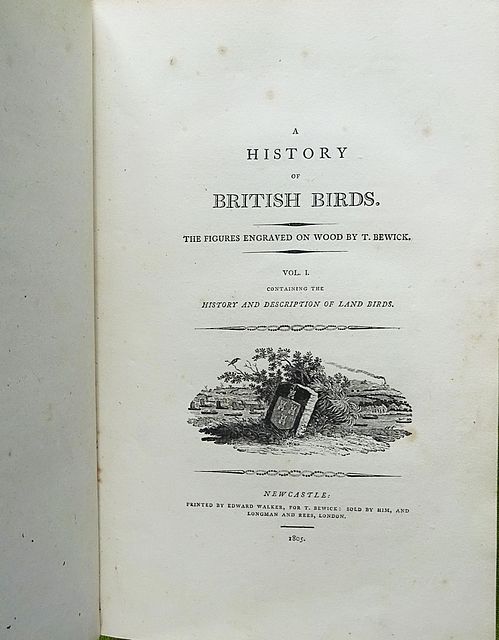 A
HISTORY
OF
BRITISH BIRDS.
THE FIGURES ENGRAVED ON WOOD BY T. BEWICK.
VOL. I.
CONTAINING THE
HISTORY AND DESCRIPTION OF LAND BIRDS.
NEWCASTLE:
PRINTED BY EDWARD WALKER, FOR T. BEWICK: SOLD BY HIM, AND
LONGMAN AND REES, LONDON.
1805.